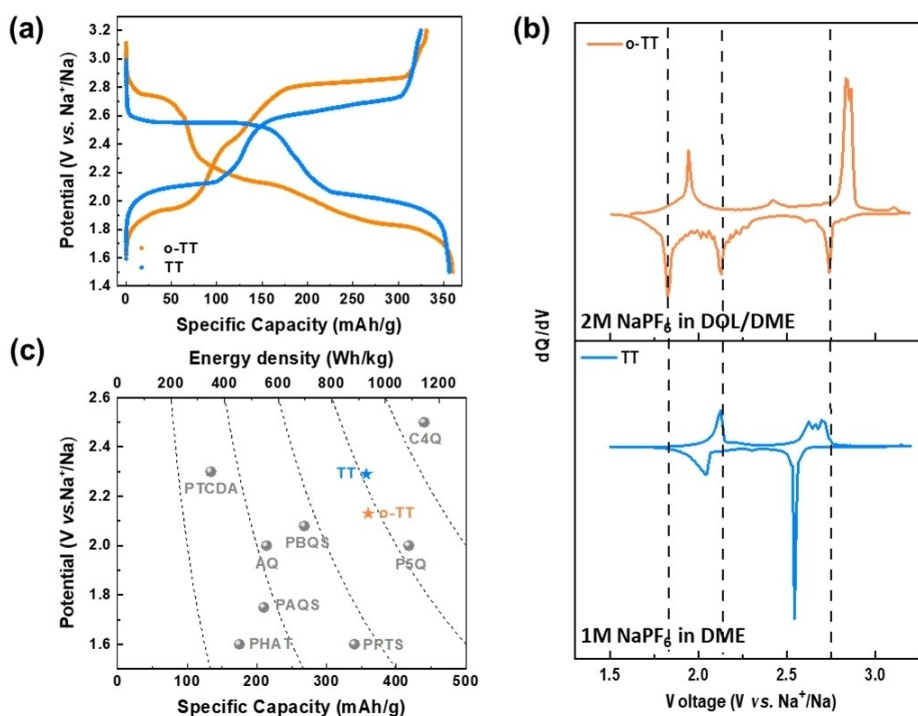 (a)
3.2
3.0
2.8
2.6
2.4
2.2
2.0
1.8
1.6
1.4
Potential (V vs. Na+/Na)
o-TT
TT
0 50 100 150 200 250 300 350
Specific Capacity (mAh/g)
(b)
o-TT
2M NaPF6 in DOL/DME
dQ/dV
TT
1M NaPF6 in DME
1.5 2.0 2.5 3.0
Voltage (V vs. Na+/Na)
(c)
Energy density (Wh/kg)
0 200 400 600 800 1000 1200
2.6
2.4
2.2
2.0
1.8
1.6
Potential (V vs.Na+/Na)
C4Q
TT
PTCDA
o-TT
PBQS
AQ
P5Q
PAQS
PHAT
PPTS
0 100 200 300 400 500
Specific Capacity (mAh/g)